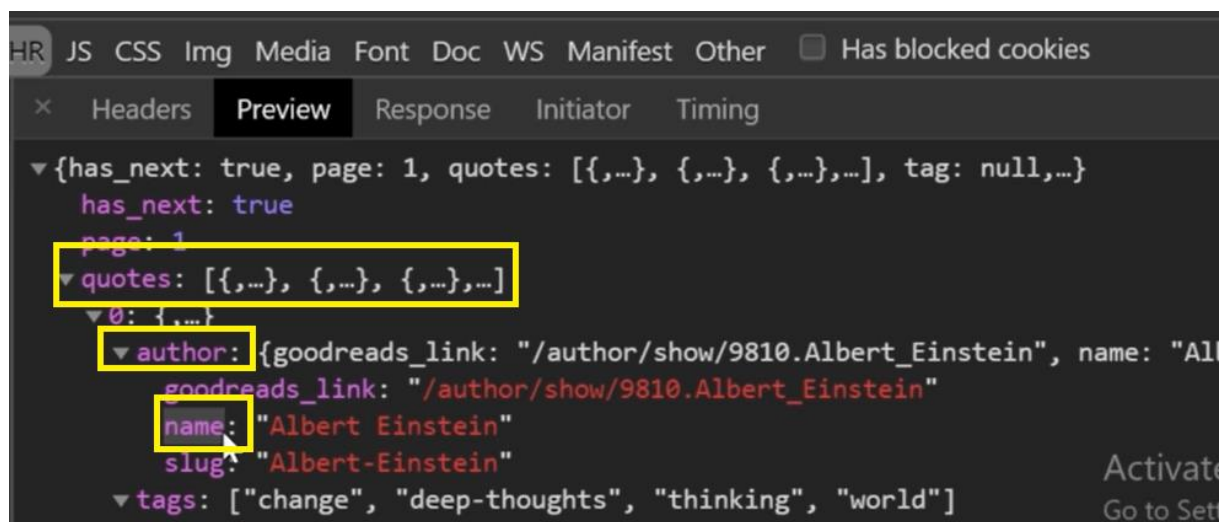 HR JS CSS Img Media Font Doc WS Manifest Other Has blocked cookies
× Headers Preview Response Initiator Timing
▼{has_next: true, page: 1, quotes: [{,…}, {,…}, {,…},…], tag: null,…}
has_next: true
page: 1
▼quotes: [{,…}, {,…}, {,…},…]
▼0: {,…}
▼author: {goodreads_link: "/author/show/9810.Albert_Einstein", name: "Al
goodreads_link: "/author/show/9810.Albert_Einstein"
name: "Albert Einstein"
slug: "Albert-Einstein"
Activate
▼tags: ["change", "deep-thoughts", "thinking", "world"]
Go to Set